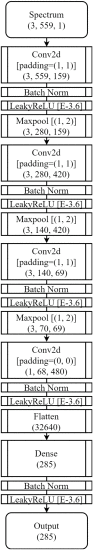 Spectrum
(3, 559, 1)
Conv2d
[padding=(1, 1)]
(3, 559, 159)
Batch Norm
LeakyReLU [E-3.6]
Maxpool [(1, 2)]
(3, 280, 159)
Conv2d
[padding=(1, 1)]
(3, 280, 420)
Batch Norm
LeakyReLU [E-3.6]
Maxpool [(1, 2)]
(3, 140, 420)
Conv2d
[padding=(1, 1)]
(3, 140, 69)
Batch Norm
LeakyReLU [E-3.6]
Maxpool [(1, 2)]
(3, 70, 69)
Conv2d
[padding=(0, 0)]
(1, 68, 480)
Batch Norm
LeakyReLU [E-3.6]
Flatten
(32640)
Dense
(285)
Batch Norm
LeakyReLU [E-3.6]
Output
(285)